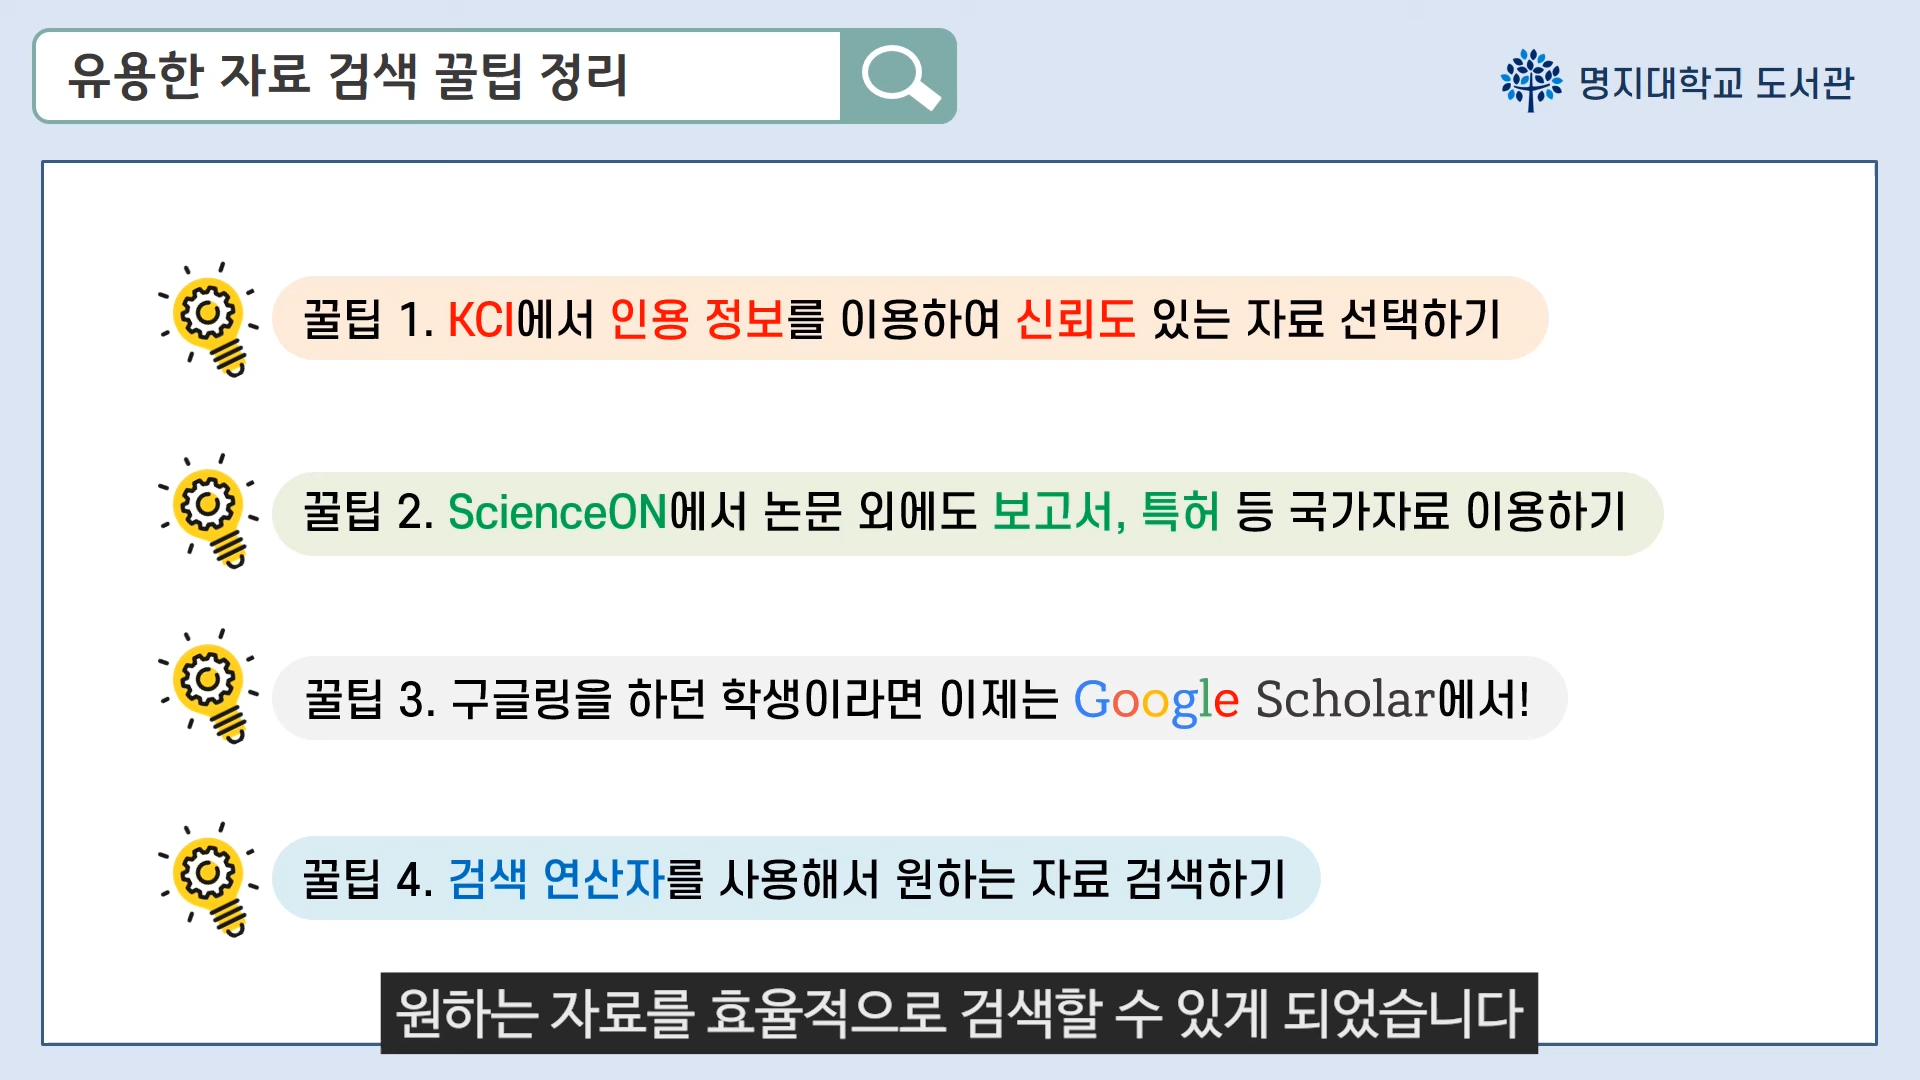 유용한 자료 검색 꿀팁 정리
명지대학교 도서관
꿀팁 1. KCI에서 인용 정보를 이용하여 신뢰도 있는 자료 선택하기
꿀팁 2. ScienceON에서 논문 외에도 보고서, 특허 등 국가자료 이용하기
꿀팁 3. 구글링을 하던 학생이라면 이제는 Google Scholar에서!
꿀팁 4. 검색 연산자를 사용해서 원하는 자료 검색하기
원하는 자료를 효율적으로 검색할 수 있게 되었습니다